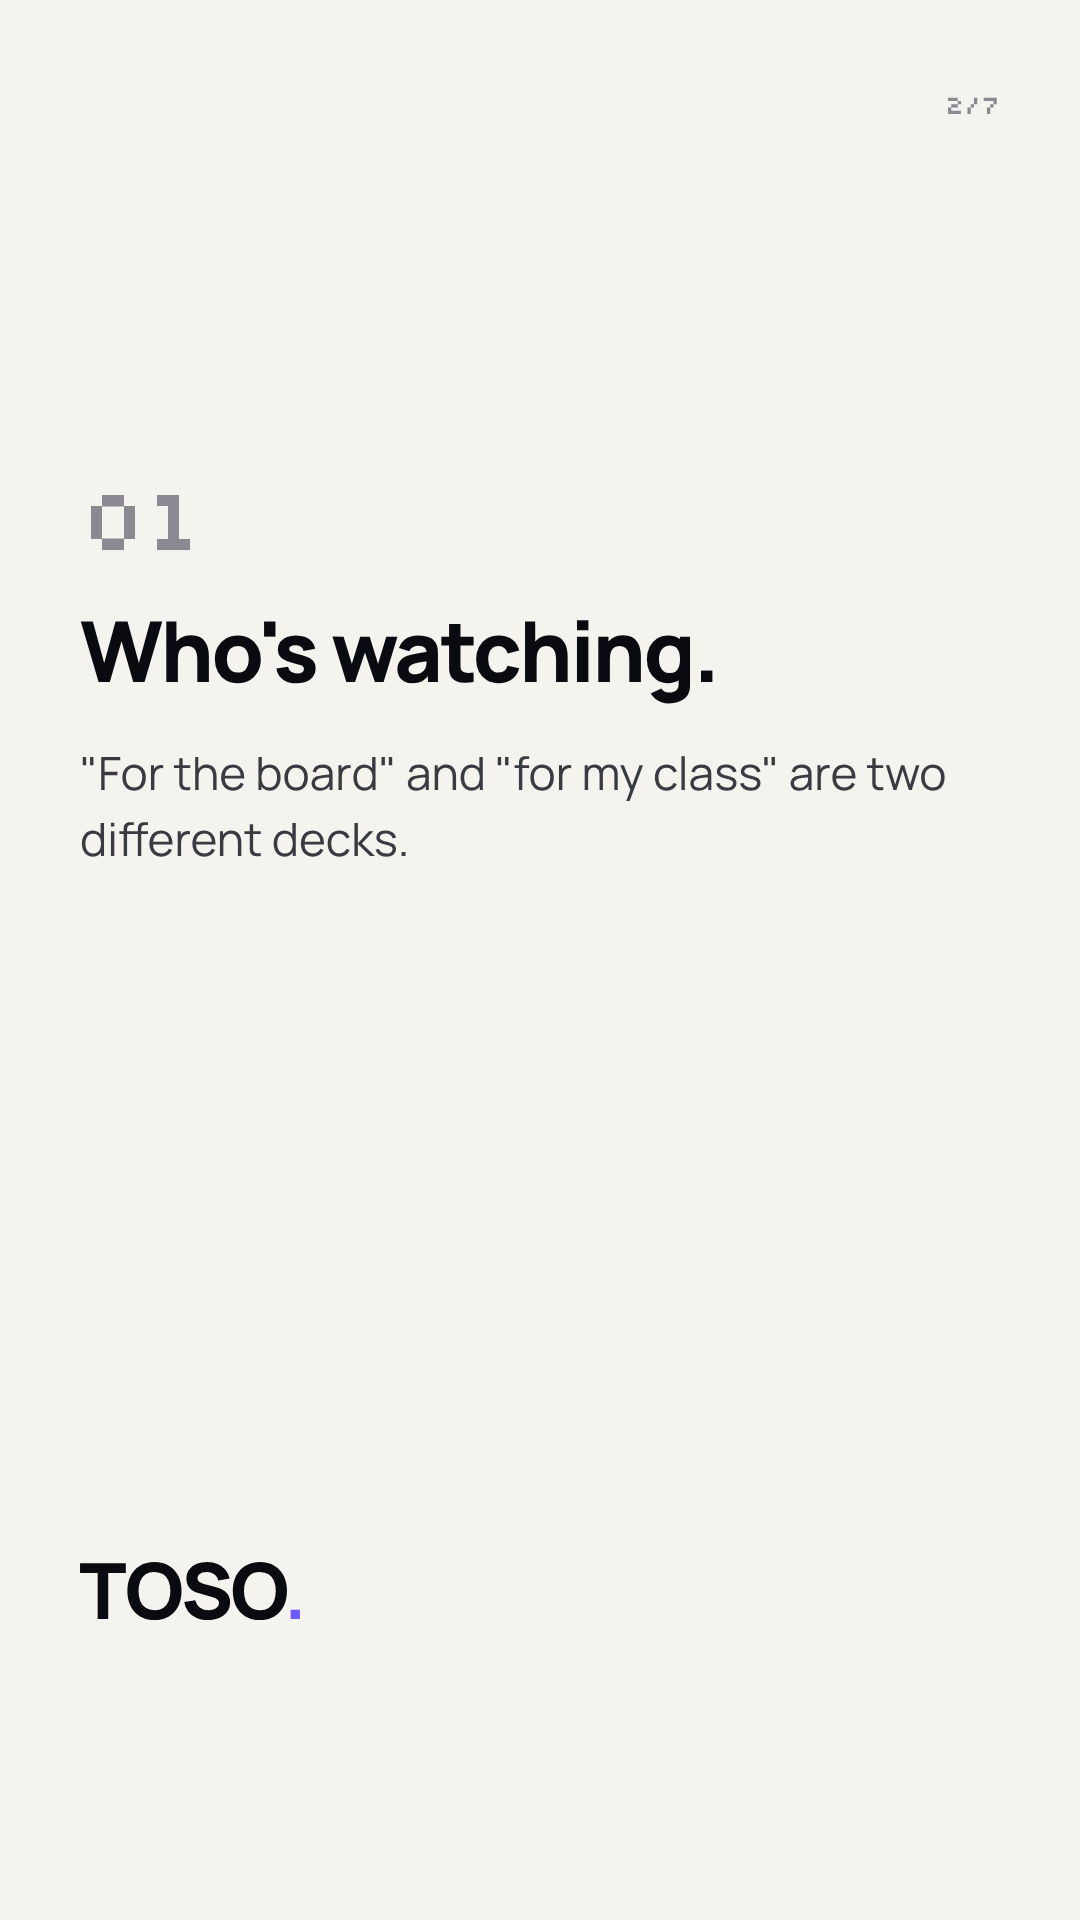 2/7
01
Who's watching.
"For the board" and "for my class" are two
different decks.
TOSO.